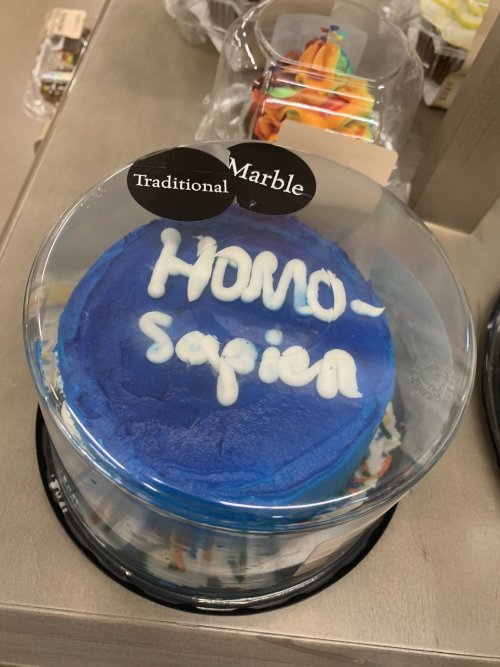 Traditional
Marble
HOMO-
sapien